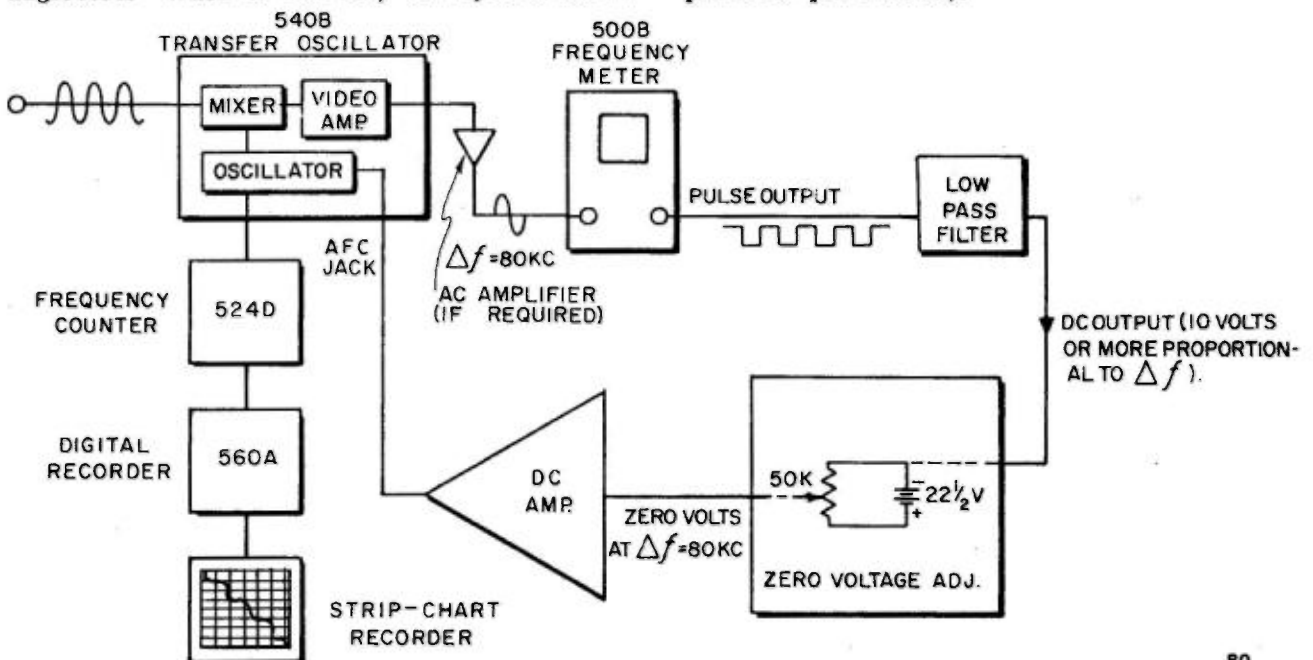 540B
TRANSFER OSCILLATOR
500B
FREQUENCY
METER
MIXER
VIDEO
AMP.
OSCILLATOR
PULSE OUTPUT
LOW
PASS
FILTER
AFC
JACK
Δf=80KC
AC AMPLIFIER
(IF REQUIRED)
FREQUENCY
COUNTER
524D
DC OUTPUT (10 VOLTS
OR MORE PROPORTION-
AL TO Δf).
DIGITAL
RECORDER
560A
DC
AMP.
ZERO VOLTS
AT Δf=80KC
50K
−
22½V
+
ZERO VOLTAGE ADJ.
STRIP-CHART
RECORDER